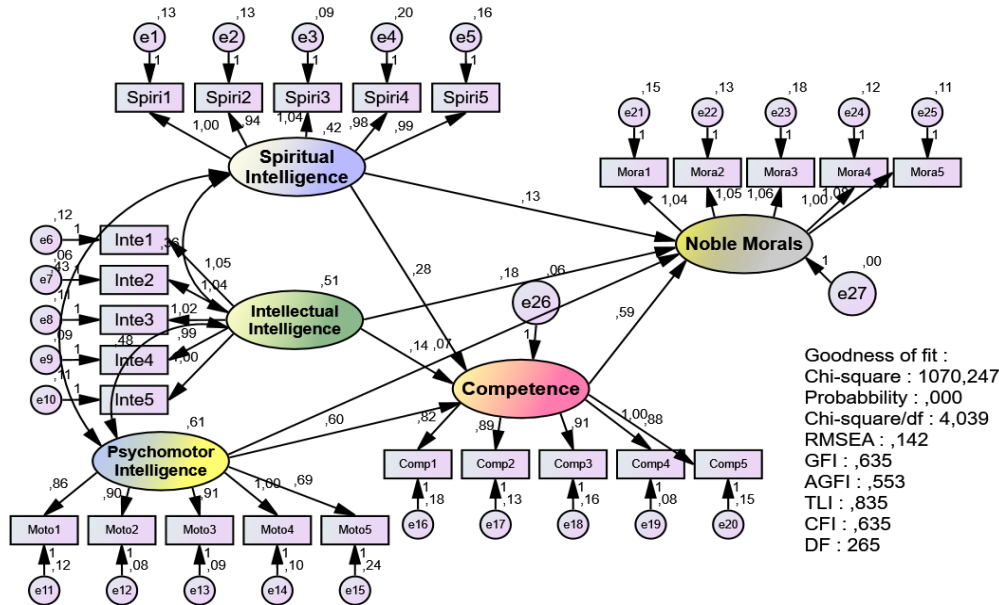 ,13 ,13 ,09 ,20 ,16
e1 e2 e3 e4 e5
1 1 1 1 1
Spiri1 Spiri2 Spiri3 Spiri4 Spiri5
1,00 ,94 1,04 ,98 ,99
,42
Spiritual
Intelligence
,15 ,13 ,18 ,12 ,11
e21 e22 e23 e24 e25
1 1 1 1 1
Mora1 Mora2 Mora3 Mora4 Mora5
1,04 1,05 1,06 1,00 1,09
Noble Morals
1 ,00
e27
,13
,28
,18 ,06
,59
,12
e6 1 Inte1 1,05
,06
e7 1 Inte2 1,04
,43
e8 1 Inte3 1,02
,11
e9 1 Inte4 ,99
,09
e10 1 Inte5 1,00
,11
,36
,48
,51
Intellectual
Intelligence
,14 ,07
e26
1
Competence
,82 ,89 ,91 1,00 ,88
Comp1 Comp2 Comp3 Comp4 Comp5
1 1 1 1 1
,18 ,13 ,16 ,08 ,15
e16 e17 e18 e19 e20
,61
Psychomotor
Intelligence
,60
,86 ,90 ,91 1,00 ,69
Moto1 Moto2 Moto3 Moto4 Moto5
1 1 1 1 1
,12 ,08 ,09 ,10 ,24
e11 e12 e13 e14 e15
Goodness of fit :
Chi-square : 1070,247
Probabbility : ,000
Chi-square/df : 4,039
RMSEA : ,142
GFI : ,635
AGFI : ,553
TLI : ,835
CFI : ,635
DF : 265